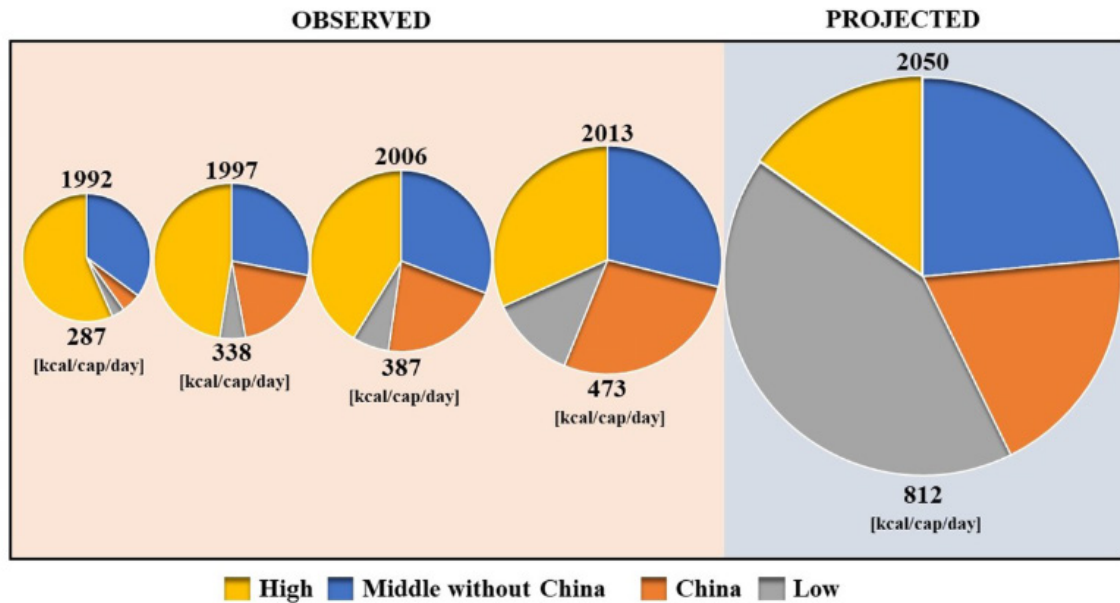 OBSERVED
PROJECTED
1992
287
[kcal/cap/day]
1997
338
[kcal/cap/day]
2006
387
[kcal/cap/day]
2013
473
[kcal/cap/day]
2050
812
[kcal/cap/day]
High
Middle without China
China
Low